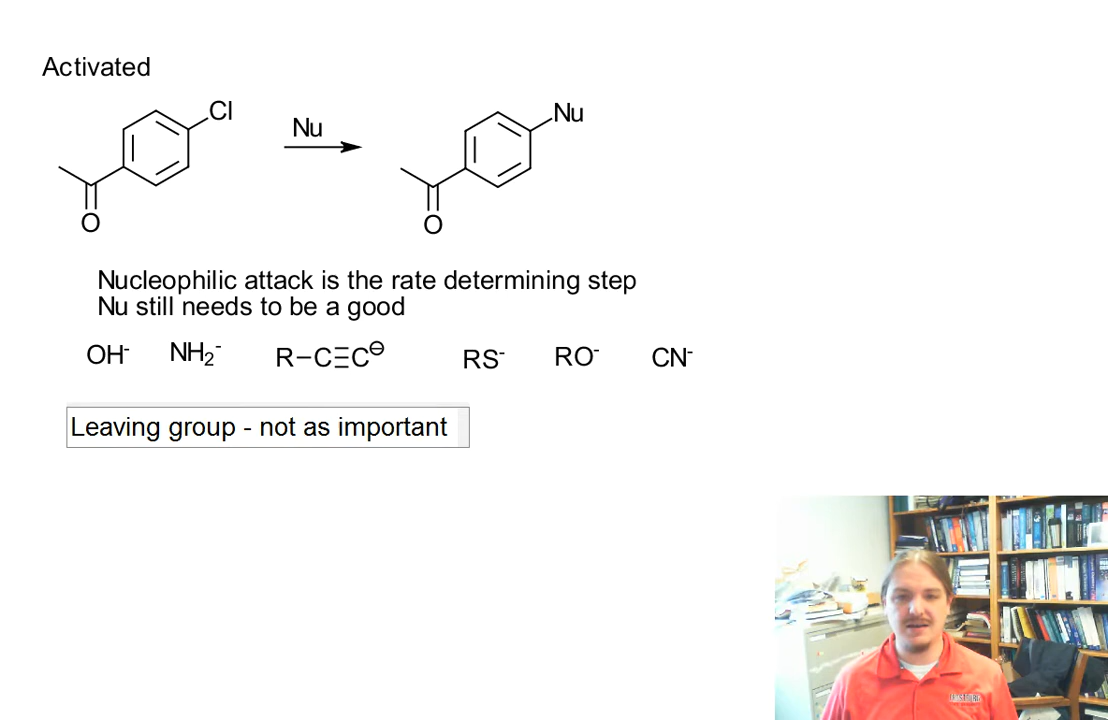 Activated
Cl
Nu
Nu
O
O
Nucleophilic attack is the rate determining step
Nu still needs to be a good
OH⁻ NH₂⁻ R–C≡C⊖ RS⁻ RO⁻ CN⁻
Leaving group - not as important